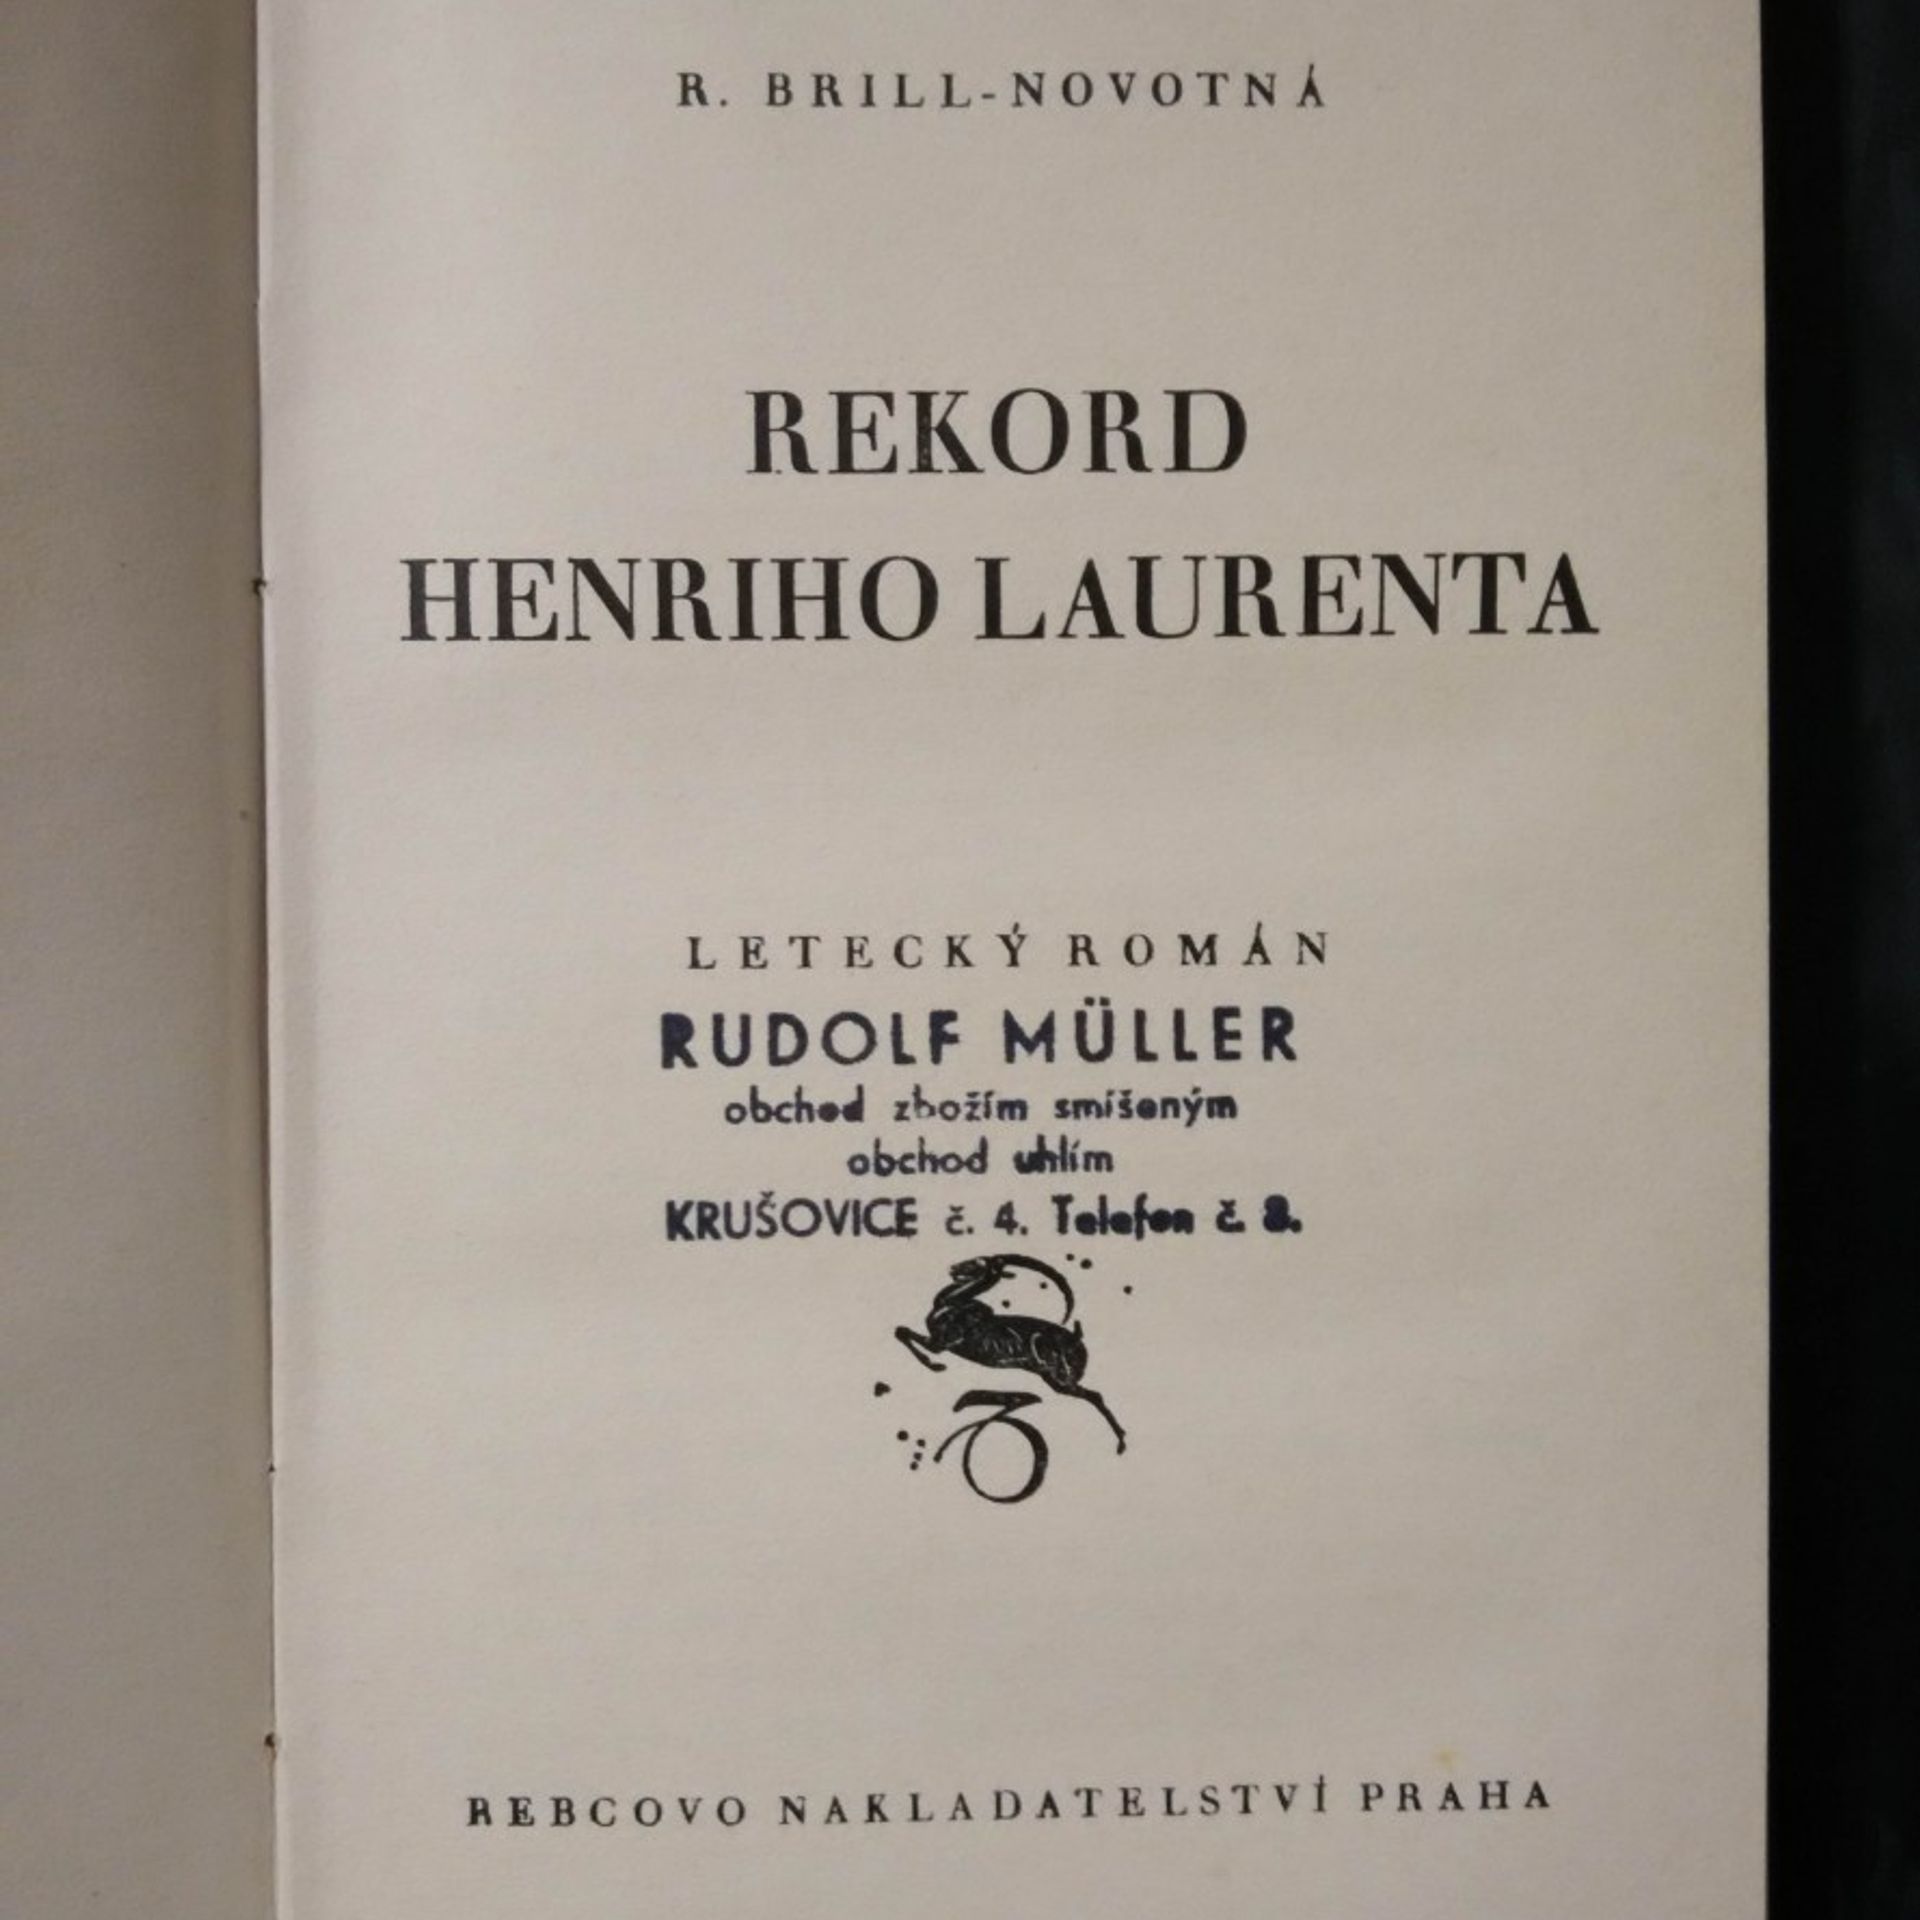 R. BRILL-NOVOTNÁ
REKORD
HENRIHO LAURENTA
LETECKÝ ROMÁN
RUDOLF MÜLLER
obchod zbožím smíšeným
obchod uhlím
KRUŠOVICE č. 4. Telefon č. 8.
REBCOVO NAKLADATELSTVÍ PRAHA